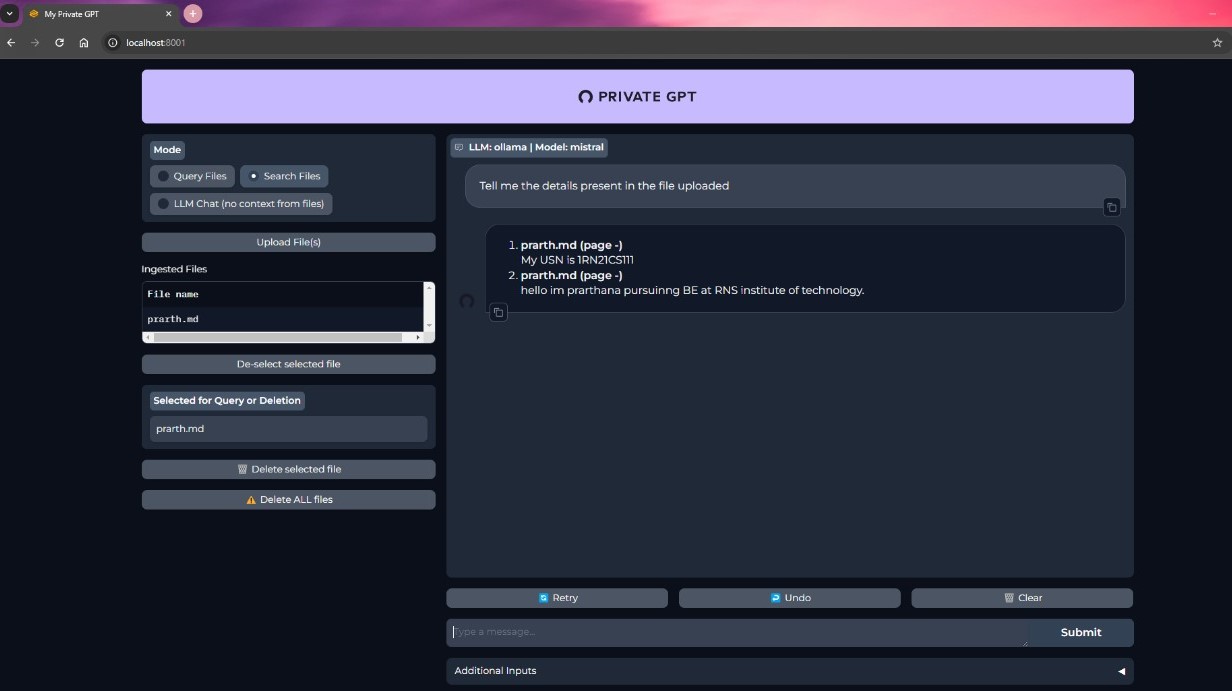 My Private GPT
localhost:8001
PRIVATE GPT
Mode
Query Files
Search Files
LLM Chat (no context from files)
Upload File(s)
Ingested Files
File name
prarth.md
De-select selected file
Selected for Query or Deletion
prarth.md
Delete selected file
Delete ALL files
LLM: ollama | Model: mistral
Tell me the details present in the file uploaded
1. prarth.md (page -)
My USN is 1RN21CS111
2. prarth.md (page -)
hello im prarthana pursuinng BE at RNS institute of technology.
Retry
Undo
Clear
Type a message...
Submit
Additional Inputs